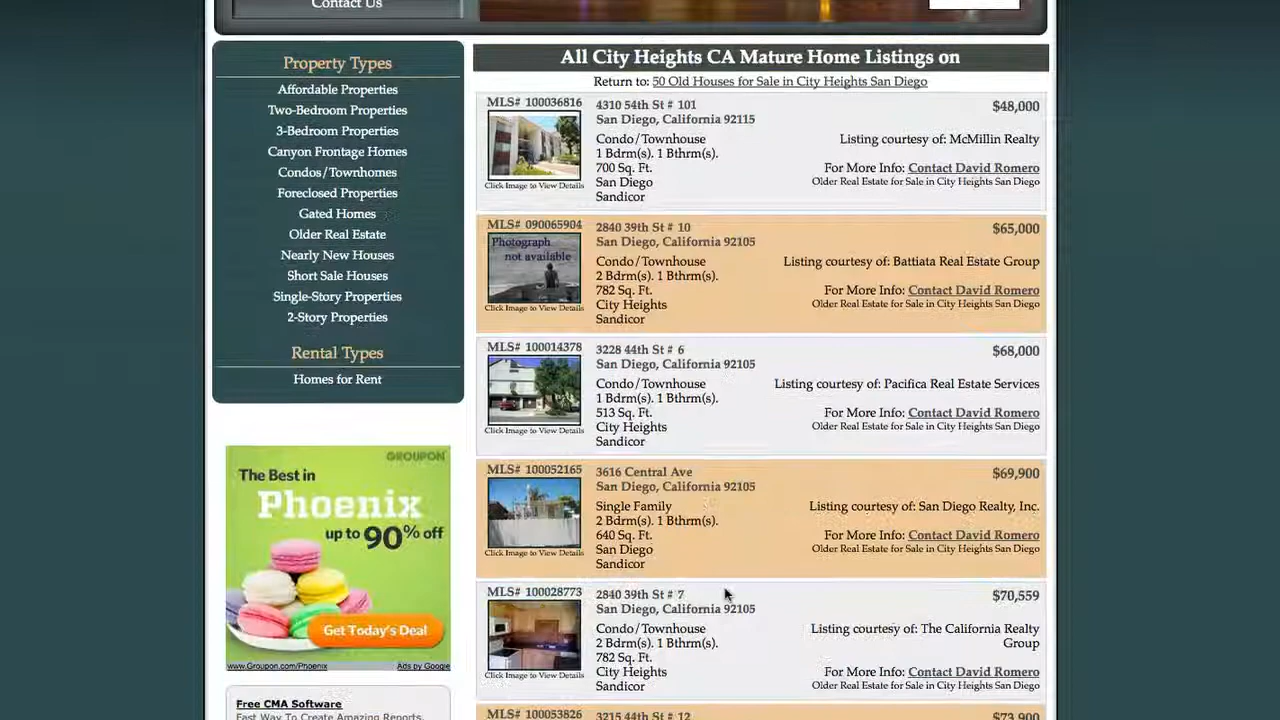 Contact Us
Property Types
Affordable Properties
Two-Bedroom Properties
3-Bedroom Properties
Canyon Frontage Homes
Condos/Townhomes
Foreclosed Properties
Gated Homes
Older Real Estate
Nearly New Houses
Short Sale Houses
Single-Story Properties
2-Story Properties
Rental Types
Homes for Rent
GROUPON
The Best in
Phoenix
up to 90% off
Get Today's Deal
www.Groupon.com/Phoenix
Ads by Google
Free CMA Software
Fast Way To Create Amazing Reports.
All City Heights CA Mature Home Listings on
Return to: 50 Old Houses for Sale in City Heights San Diego
MLS# 100036816
Click Image to View Details
4310 54th St # 101
San Diego, California 92115
Condo/Townhouse
1 Bdrm(s). 1 Bthrm(s).
700 Sq. Ft.
San Diego
Sandicor
$48,000
Listing courtesy of: McMillin Realty
For More Info: Contact David Romero
Older Real Estate for Sale in City Heights San Diego
MLS# 090065904
Photograph
not available
Click Image to View Details
2840 39th St # 10
San Diego, California 92105
Condo/Townhouse
2 Bdrm(s). 1 Bthrm(s).
782 Sq. Ft.
City Heights
Sandicor
$65,000
Listing courtesy of: Battiata Real Estate Group
For More Info: Contact David Romero
Older Real Estate for Sale in City Heights San Diego
MLS# 100014378
Click Image to View Details
3228 44th St # 6
San Diego, California 92105
Condo/Townhouse
1 Bdrm(s). 1 Bthrm(s).
513 Sq. Ft.
City Heights
Sandicor
$68,000
Listing courtesy of: Pacifica Real Estate Services
For More Info: Contact David Romero
Older Real Estate for Sale in City Heights San Diego
MLS# 100052165
Click Image to View Details
3616 Central Ave
San Diego, California 92105
Single Family
2 Bdrm(s). 1 Bthrm(s).
640 Sq. Ft.
San Diego
Sandicor
$69,900
Listing courtesy of: San Diego Realty, Inc.
For More Info: Contact David Romero
Older Real Estate for Sale in City Heights San Diego
MLS# 100028773
Click Image to View Details
2840 39th St # 7
San Diego, California 92105
Condo/Townhouse
2 Bdrm(s). 1 Bthrm(s).
782 Sq. Ft.
City Heights
Sandicor
$70,559
Listing courtesy of: The California Realty
Group
For More Info: Contact David Romero
Older Real Estate for Sale in City Heights San Diego
MLS# 100053826
3215 44th St # 12
$73,900